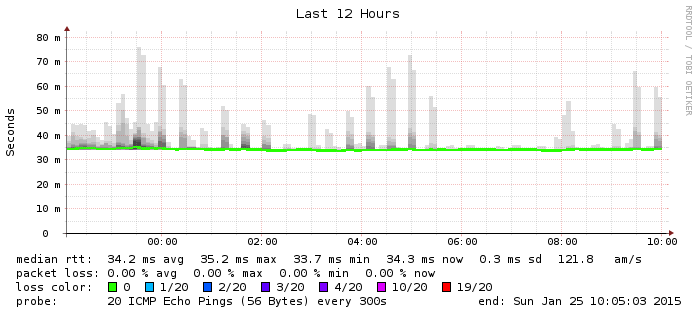 Last 12 Hours
RRDTOOL / TOBI OETIKER
Seconds
80 m
70 m
60 m
50 m
40 m
30 m
20 m
10 m
0
00:00 02:00 04:00 06:00 08:00 10:00
median rtt: 34.2 ms avg 35.2 ms max 33.7 ms min 34.3 ms now 0.3 ms sd 121.8 am/s
packet loss: 0.00 % avg 0.00 % max 0.00 % min 0.00 % now
loss color: 0 1/20 2/20 3/20 4/20 10/20 19/20
probe: 20 ICMP Echo Pings (56 Bytes) every 300s end: Sun Jan 25 10:05:03 2015